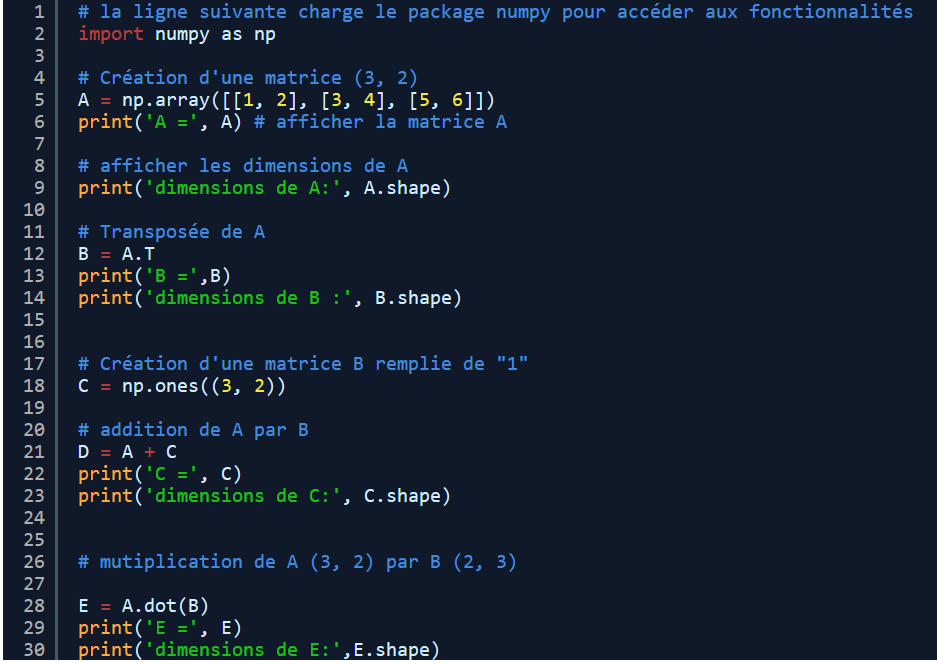 1 # la ligne suivante charge le package numpy pour accéder aux fonctionnalités
2 import numpy as np
3
4 # Création d'une matrice (3, 2)
5 A = np.array([[1, 2], [3, 4], [5, 6]])
6 print('A =', A) # afficher la matrice A
7
8 # afficher les dimensions de A
9 print('dimensions de A:', A.shape)
10
11 # Transposée de A
12 B = A.T
13 print('B =',B)
14 print('dimensions de B :', B.shape)
15
16
17 # Création d'une matrice B remplie de "1"
18 C = np.ones((3, 2))
19
20 # addition de A par B
21 D = A + C
22 print('C =', C)
23 print('dimensions de C:', C.shape)
24
25
26 # mutiplication de A (3, 2) par B (2, 3)
27
28 E = A.dot(B)
29 print('E =', E)
30 print('dimensions de E:',E.shape)